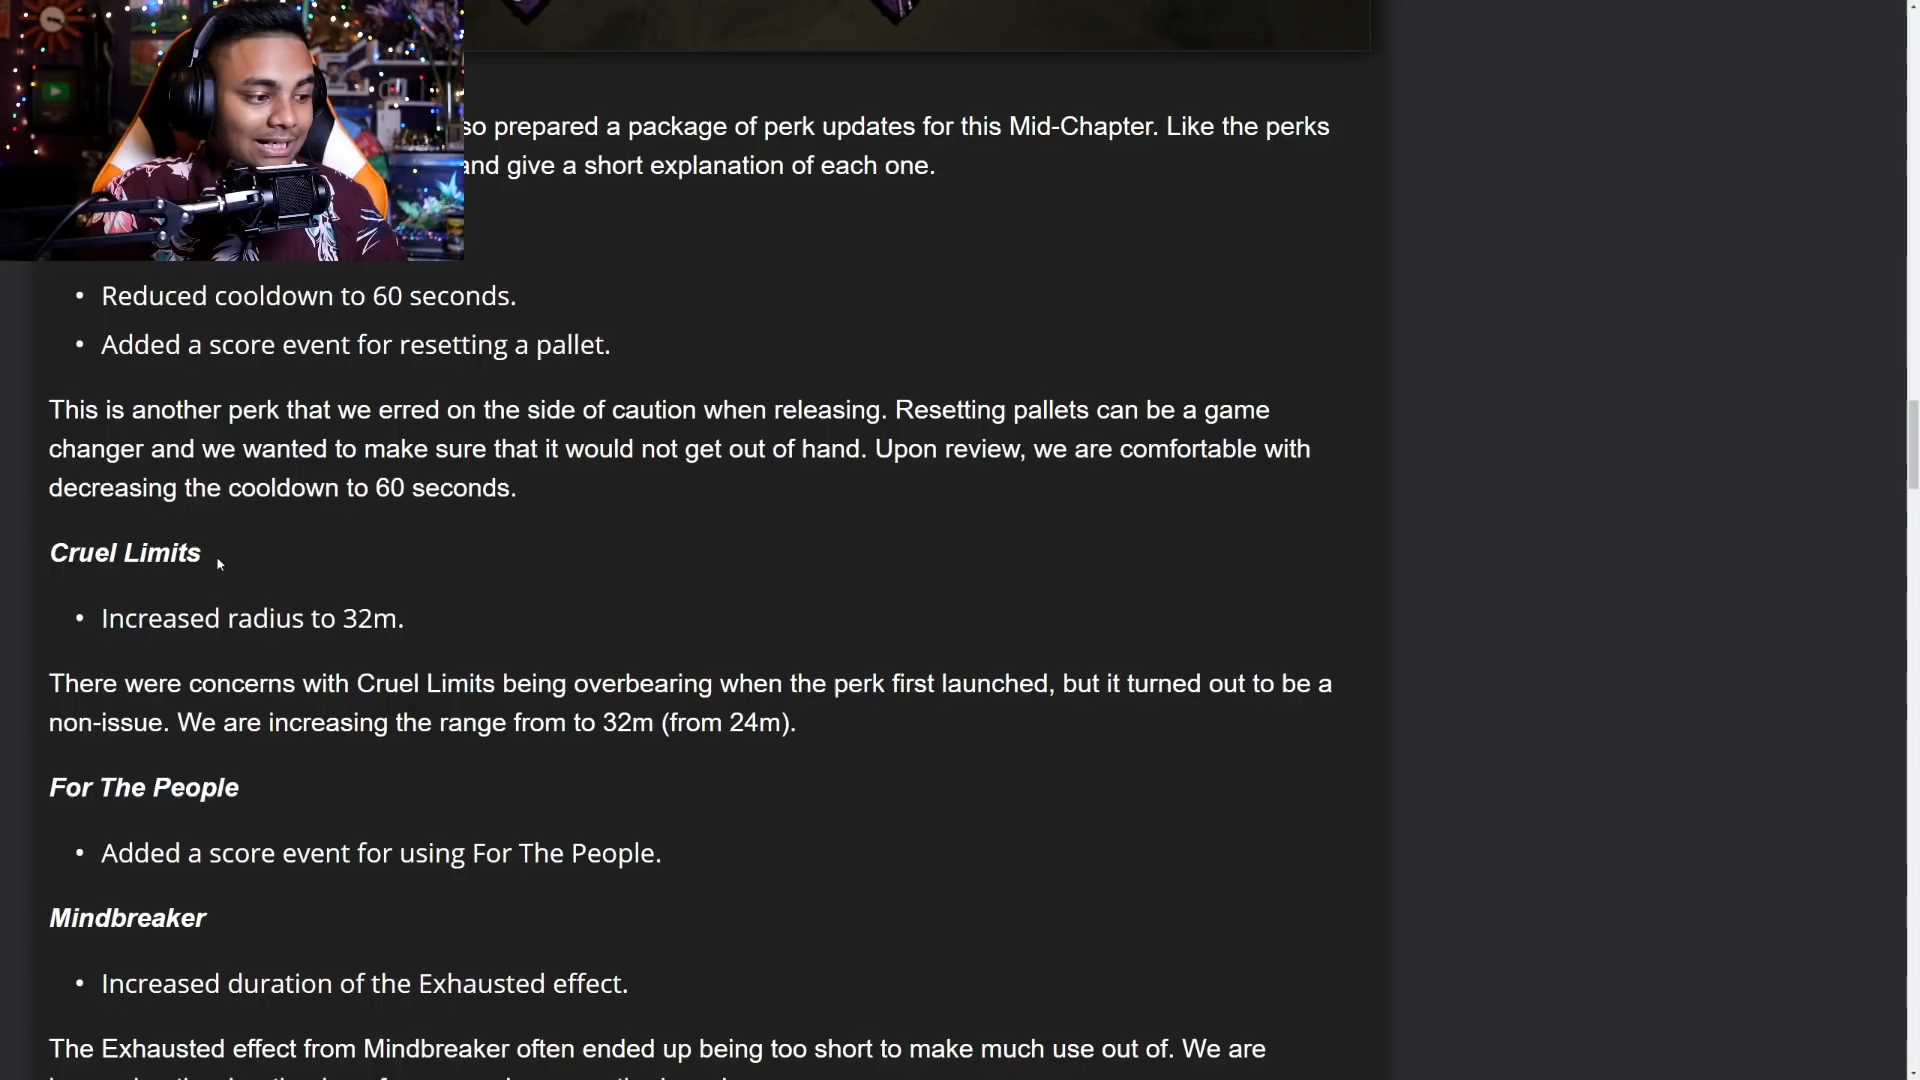 so prepared a package of perk updates for this Mid-Chapter. Like the perks
and give a short explanation of each one.
• Reduced cooldown to 60 seconds.
• Added a score event for resetting a pallet.
This is another perk that we erred on the side of caution when releasing. Resetting pallets can be a game
changer and we wanted to make sure that it would not get out of hand. Upon review, we are comfortable with
decreasing the cooldown to 60 seconds.
Cruel Limits
• Increased radius to 32m.
There were concerns with Cruel Limits being overbearing when the perk first launched, but it turned out to be a
non-issue. We are increasing the range from to 32m (from 24m).
For The People
• Added a score event for using For The People.
Mindbreaker
• Increased duration of the Exhausted effect.
The Exhausted effect from Mindbreaker often ended up being too short to make much use out of. We are